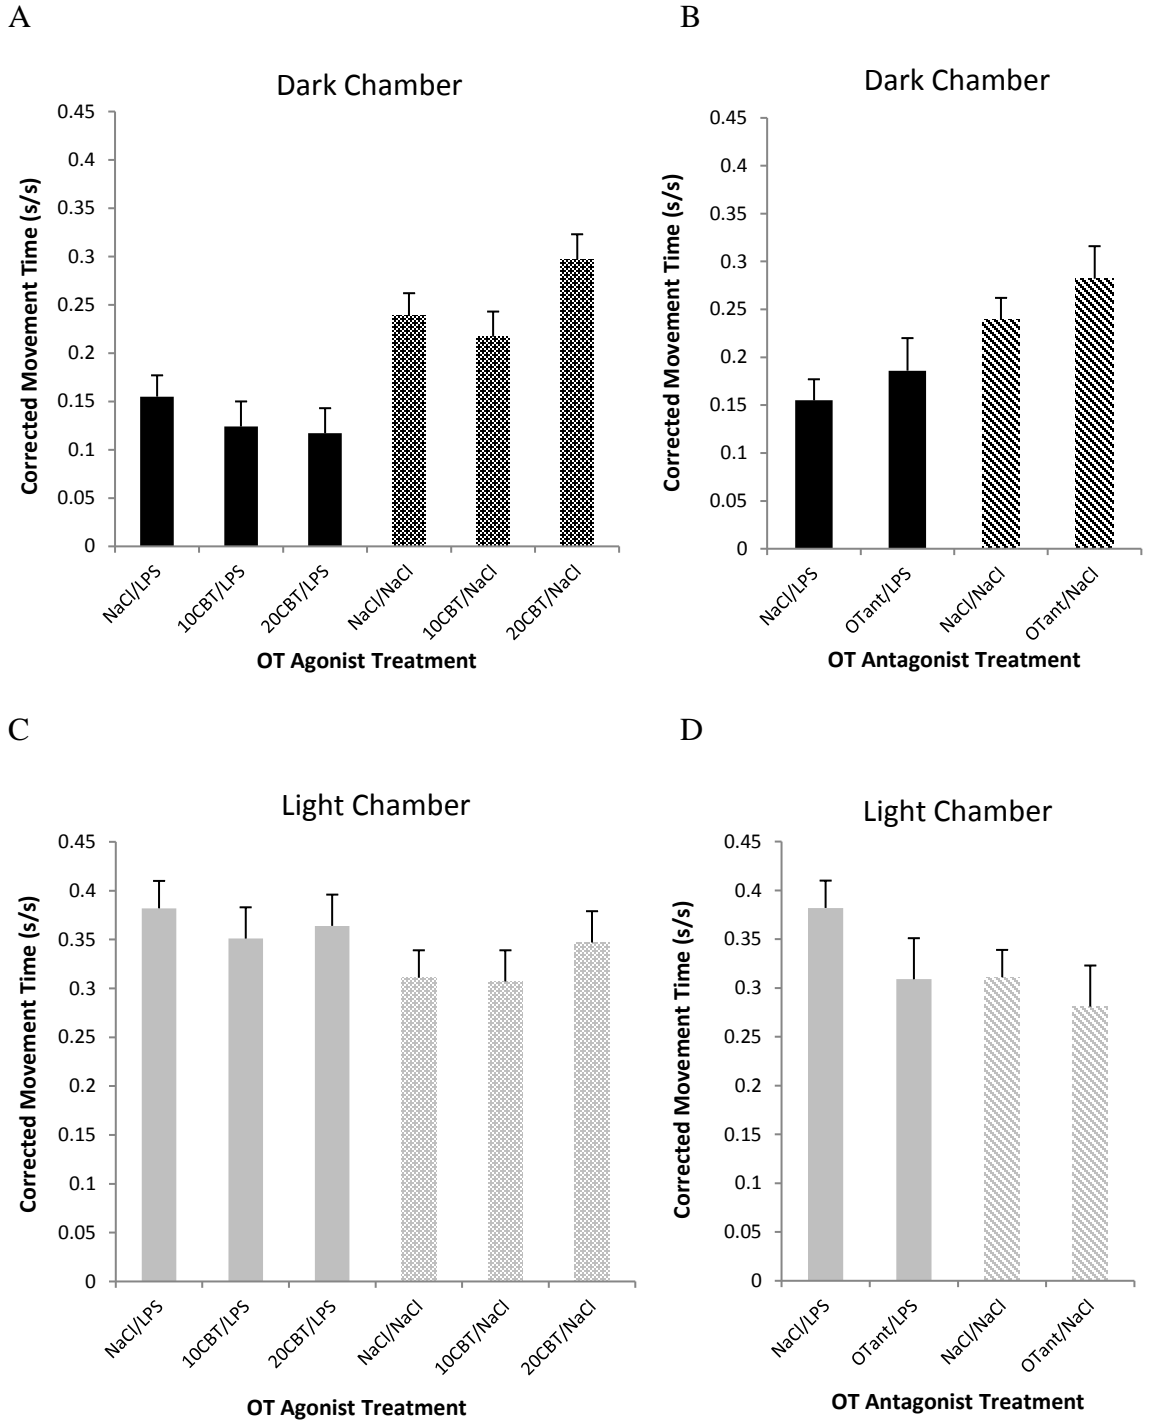 A
Dark Chamber
Corrected Movement Time (s/s)
0.45
0.4
0.35
0.3
0.25
0.2
0.15
0.1
0.05
0
NaCl/LPS
10CBT/LPS
20CBT/LPS
NaCl/NaCl
10CBT/NaCl
20CBT/NaCl
OT Agonist Treatment
B
Dark Chamber
Corrected Movement Time (s/s)
0.45
0.4
0.35
0.3
0.25
0.2
0.15
0.1
0.05
0
NaCl/LPS
OTant/LPS
NaCl/NaCl
OTant/NaCl
OT Antagonist Treatment
C
Light Chamber
Corrected Movement Time (s/s)
0.45
0.4
0.35
0.3
0.25
0.2
0.15
0.1
0.05
0
NaCl/LPS
10CBT/LPS
20CBT/LPS
NaCl/NaCl
10CBT/NaCl
20CBT/NaCl
OT Agonist Treatment
D
Light Chamber
Corrected Movement Time (s/s)
0.45
0.4
0.35
0.3
0.25
0.2
0.15
0.1
0.05
0
NaCl/LPS
OTant/LPS
NaCl/NaCl
OTant/NaCl
OT Antagonist Treatment